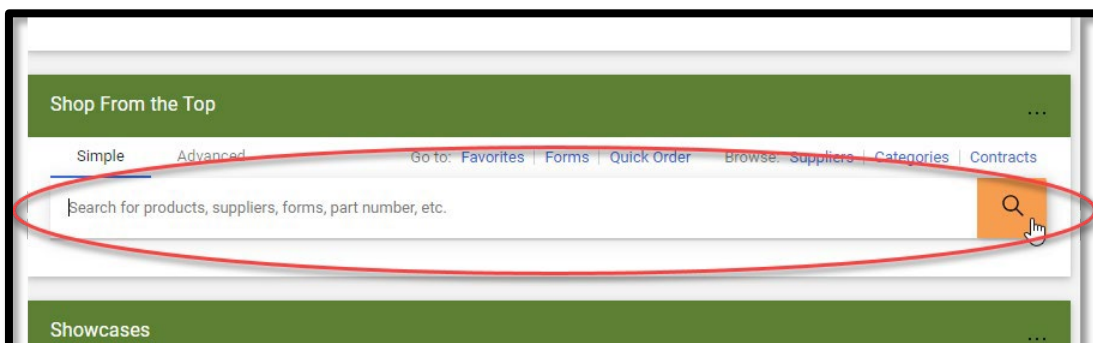 Shop From the Top ...
Simple Advanced Go to: Favorites | Forms | Quick Order Browse: Suppliers | Categories | Contracts
Search for products, suppliers, forms, part number, etc.
Showcases ...